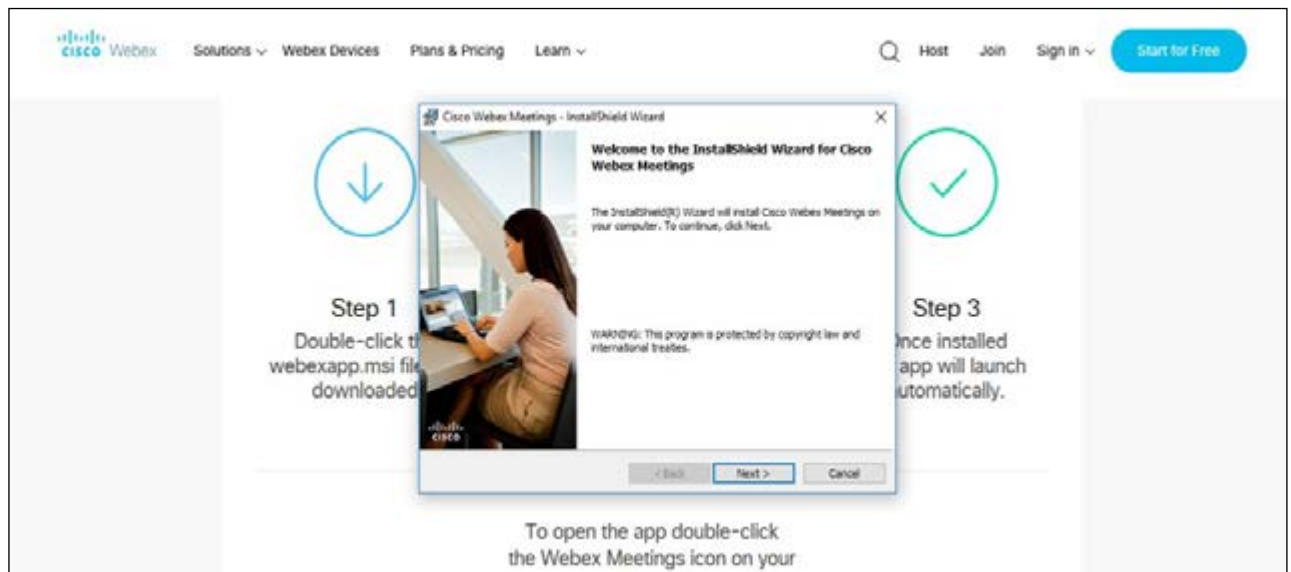 CISCO Webex Solutions Webex Devices Plans & Pricing Learn Host Join Sign in Start for Free
Cisco Webex Meetings - InstallShield Wizard
Welcome to the InstallShield Wizard for Cisco
Webex Meetings
The InstallShield(R) Wizard will install Cisco Webex Meetings on
your computer. To continue, click Next.
WARNING: This program is protected by copyright law and
international treaties.
CISCO
< Back Next > Cancel
Step 1
Double-click
webexapp.msi
downloaded
Step 3
installed
app will launch
To open the app double-click
the Webex Meetings icon on your